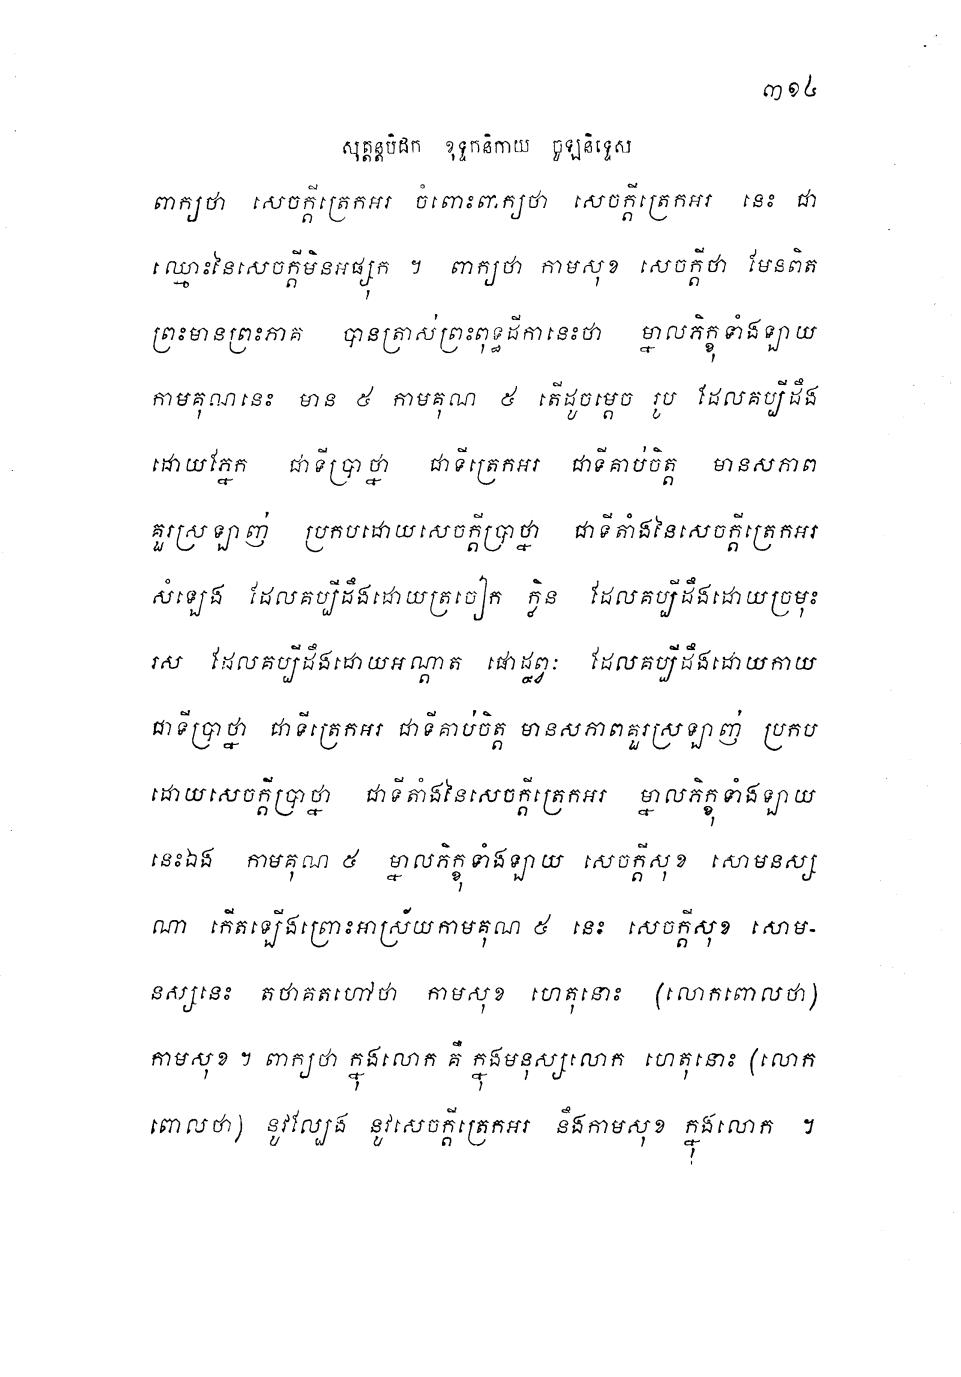 ៣១៤
សុត្តន្តបិដក ខុទ្ទកនិកាយ ចូឡនិទ្ទេស
ពាក្យថា សេចក្តីត្រេកអរ ចំពោះពាក្យថា សេចក្តីត្រេកអរ នេះ ជា
ឈ្មោះនៃសេចក្តីមិនអផ្សុក ។ ពាក្យថា កាមសុខ សេចក្តីថា មែនពិត
ព្រះមានព្រះភាគ បានត្រាស់ព្រះពុទ្ធដីកានេះថា ម្នាលភិក្ខុទាំងឡាយ
កាមគុណនេះ មាន ៥ កាមគុណ ៥ តើដូចម្តេច រូប ដែលគប្បីដឹង
ដោយភ្នែក ជាទីប្រាថ្នា ជាទីត្រេកអរ ជាទីគាប់ចិត្ត មានសភាព
គួរស្រឡាញ់ ប្រកបដោយសេចក្តីប្រាថ្នា ជាទីតាំងនៃសេចក្តីត្រេកអរ
សំឡេង ដែលគប្បីដឹងដោយត្រចៀក ក្លិន ដែលគប្បីដឹងដោយច្រមុះ
រស ដែលគប្បីដឹងដោយអណ្តាត ផោដ្ឋព្វៈ ដែលគប្បីដឹងដោយកាយ
ជាទីប្រាថ្នា ជាទីត្រេកអរ ជាទីគាប់ចិត្ត មានសភាពគួរស្រឡាញ់ ប្រកប
ដោយសេចក្តីប្រាថ្នា ជាទីតាំងនៃសេចក្តីត្រេកអរ ម្នាលភិក្ខុទាំងឡាយ
នេះឯង កាមគុណ ៥ ម្នាលភិក្ខុទាំងឡាយ សេចក្តីសុខ សោមនស្ស
ណា កើតឡើងព្រោះអាស្រ័យកាមគុណ ៥ នេះ សេចក្តីសុខ សោម-
នស្សនេះ តថាគតហៅថា កាមសុខ ហេតុនោះ (លោកពោលថា)
កាមសុខ ។ ពាក្យថា ក្នុងលោក គឺ ក្នុងមនុស្សលោក ហេតុនោះ (លោក
ពោលថា) នូវល្បែង នូវសេចក្តីត្រេកអរ នឹងកាមសុខ ក្នុងលោក ។